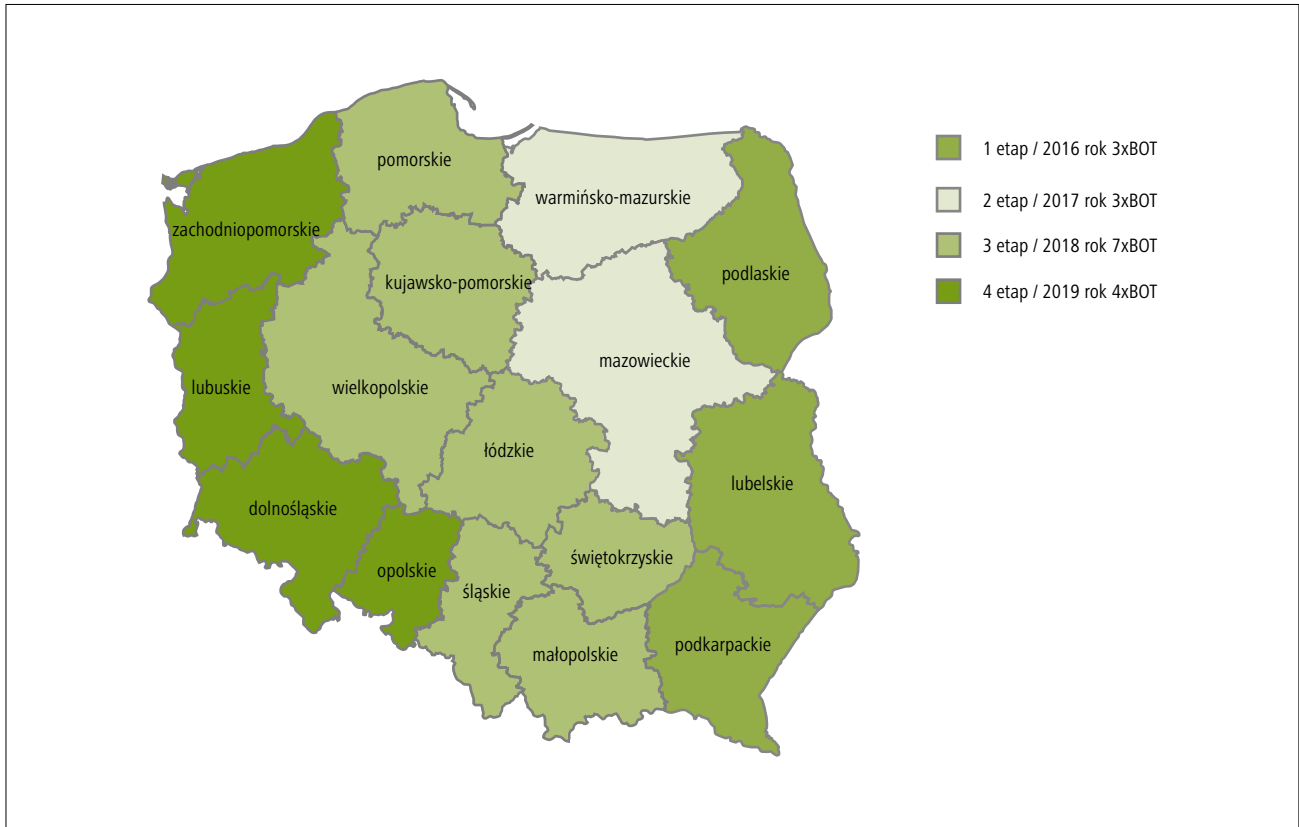 pomorskie
warmińsko-mazurskie
zachodniopomorskie
podlaskie
kujawsko-pomorskie
mazowieckie
lubuskie
wielkopolskie
łódzkie
lubelskie
dolnośląskie
świętokrzyskie
opolskie
śląskie
podkarpackie
małopolskie
1 etap / 2016 rok 3xBOT
2 etap / 2017 rok 3xBOT
3 etap / 2018 rok 7xBOT
4 etap / 2019 rok 4xBOT